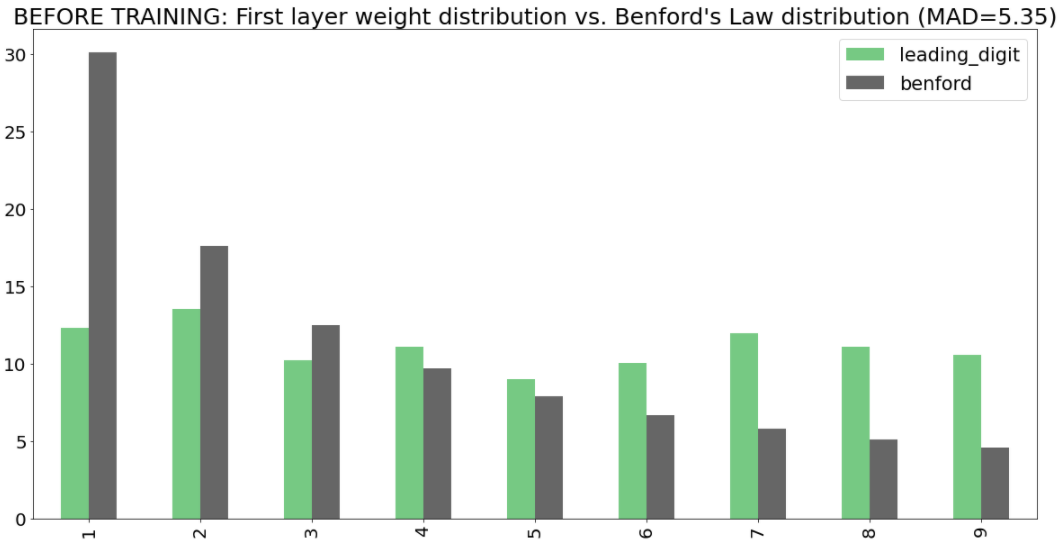 BEFORE TRAINING: First layer weight distribution vs. Benford's Law distribution (MAD=5.35)
leading_digit
benford
30
25
20
15
10
5
0
1 2 3 4 5 6 7 8 9